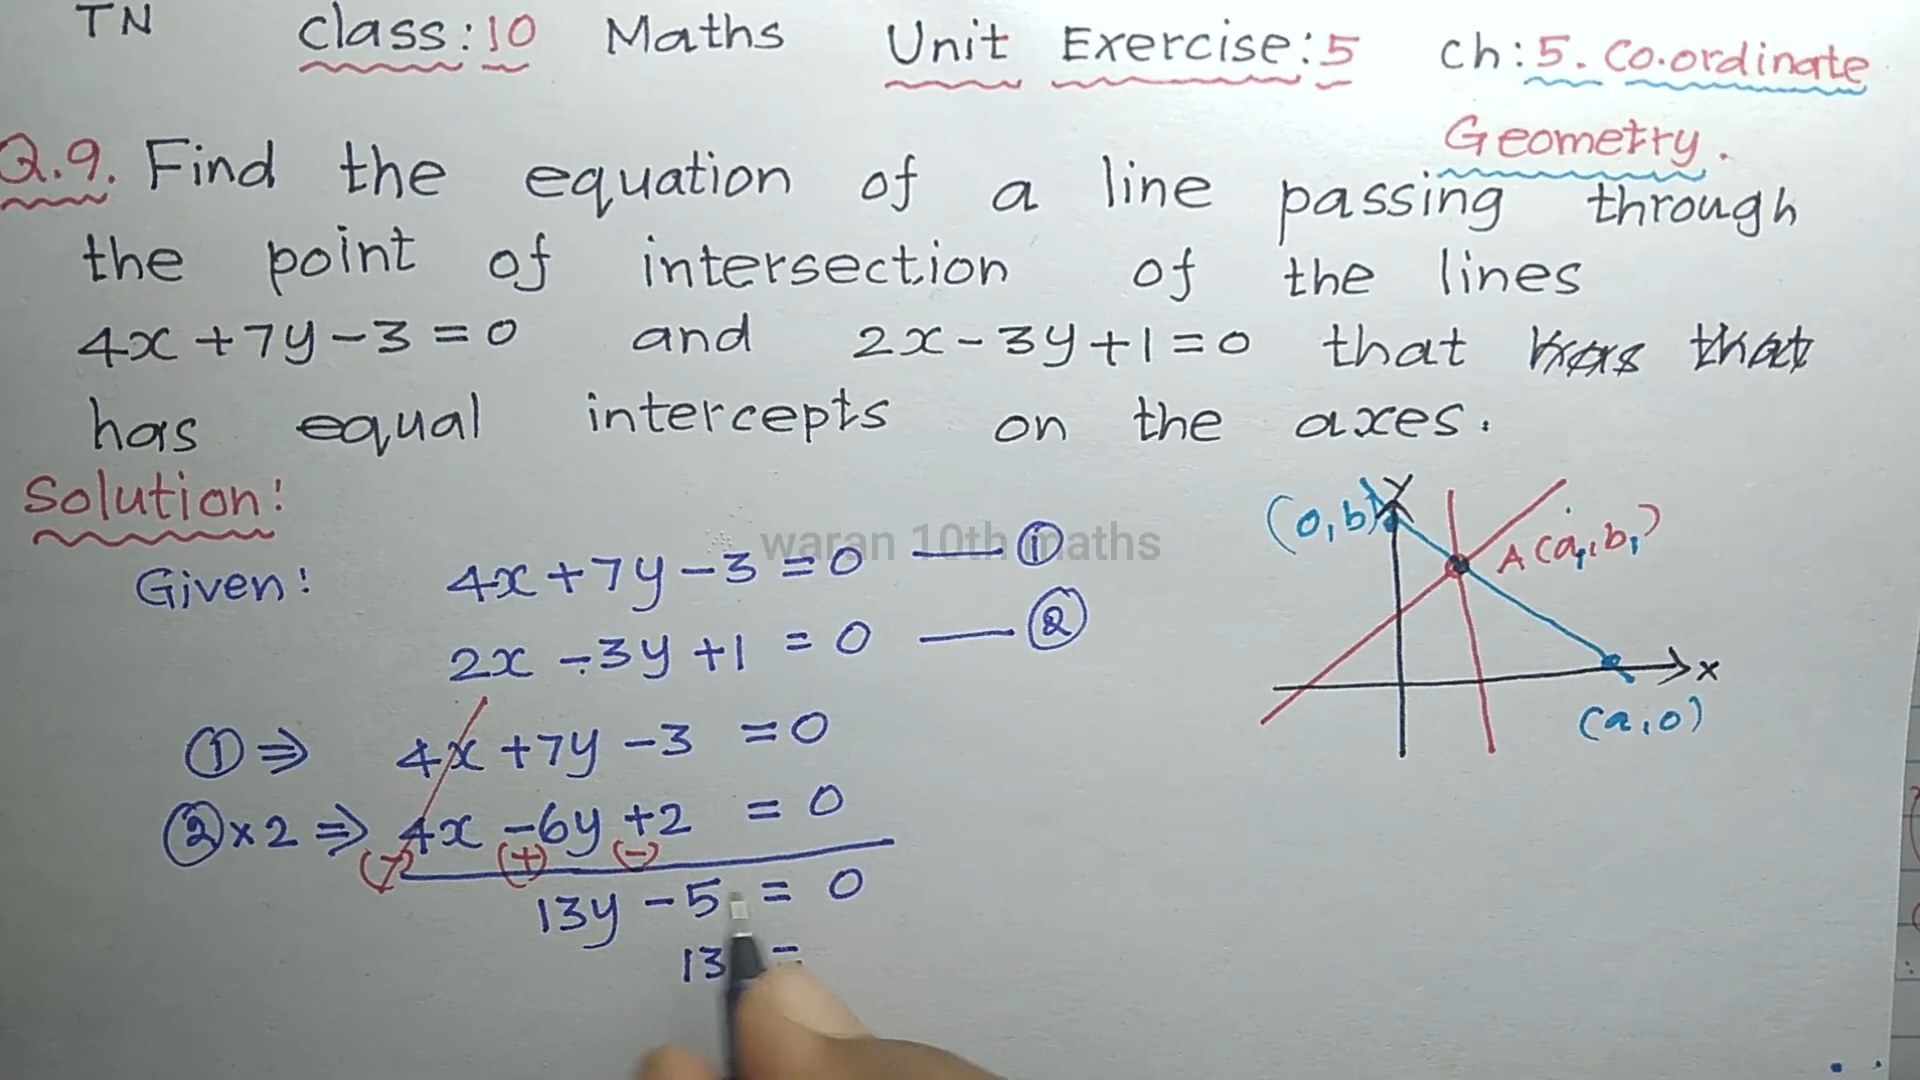 TN Class:10 Maths Unit Exercise:5 Ch:5. Co.ordinate
Geometry.
Q.9. Find the equation of a line passing through
the point of intersection of the lines
4x+7y-3=0 and 2x-3y+1=0 that has that
has equal intercepts on the axes.
Solution:
Given: 4x+7y-3=0 — ①
2x-3y+1=0 — ②
①⇒ 4x+7y-3=0
②×2⇒ 4x-6y+2=0
(-) (+) (-)
13y-5=0
13 =
Y
(0,b)
A(a₁,b₁)
X
(a,0)
waran 10th maths